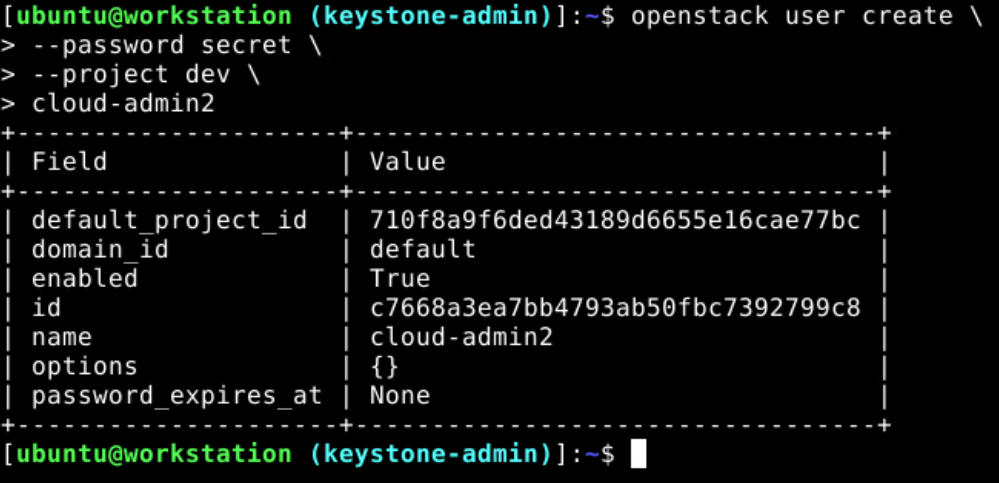 [ubuntu@workstation (keystone-admin)]:~$ openstack user create \
> --password secret \
> --project dev \
> cloud-admin2
+---------------------+----------------------------------+
| Field               | Value                            |
+---------------------+----------------------------------+
| default_project_id  | 710f8a9f6ded43189d6655e16cae77bc |
| domain_id           | default                          |
| enabled             | True                             |
| id                  | c7668a3ea7bb4793ab50fbc7392799c8 |
| name                | cloud-admin2                     |
| options             | {}                               |
| password_expires_at | None                             |
+---------------------+----------------------------------+
[ubuntu@workstation (keystone-admin)]:~$